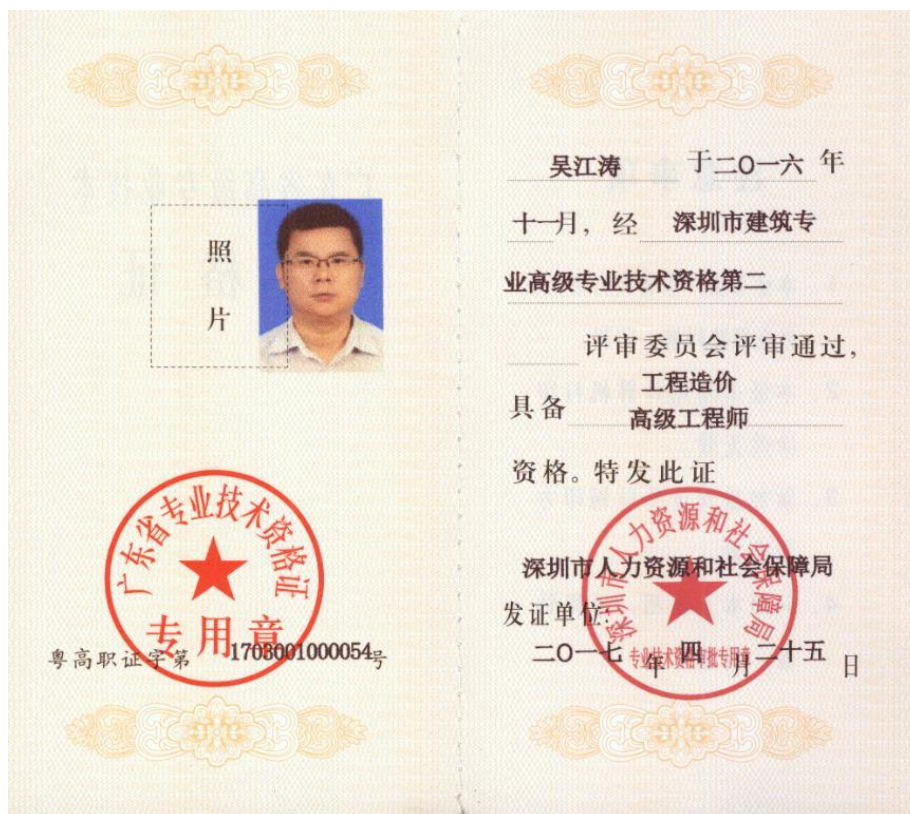 照
片
广东省专业技术资格证
专用章
粤高职证字第1703001000054号
吴江涛 于二〇一六 年
十一月，经 深圳市建筑专
业高级专业技术资格第二
评审委员会评审通过，
工程造价
具备 高级工程师
资格。特发此证
深圳市人力资源和社会保障局
深圳市人力资源和社会保障局
发证单位:
专业技术资格审批专用章
二〇一七 年 四 月 二十五 日